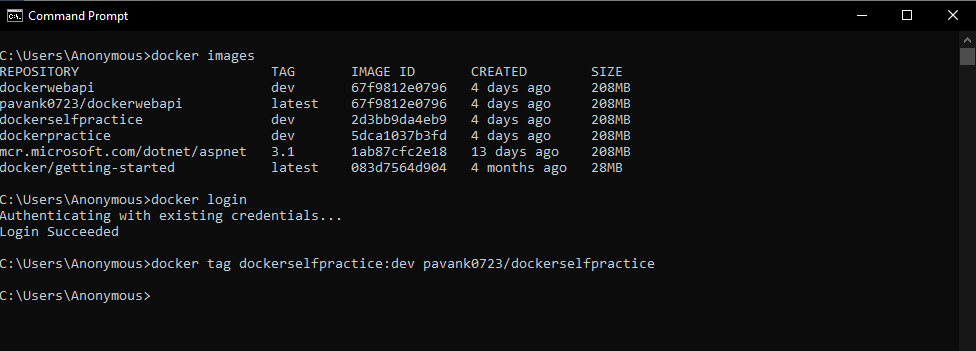 Command Prompt
C:\Users\Anonymous>docker images
REPOSITORY TAG IMAGE ID CREATED SIZE
dockerwebapi dev 67f9812e0796 4 days ago 208MB
pavank0723/dockerwebapi latest 67f9812e0796 4 days ago 208MB
dockerselfpractice dev 2d3bb9da4eb9 4 days ago 208MB
dockerpractice dev 5dca1037b3fd 4 days ago 208MB
mcr.microsoft.com/dotnet/aspnet 3.1 1ab87cfc2e18 13 days ago 208MB
docker/getting-started latest 083d7564d904 4 months ago 28MB
C:\Users\Anonymous>docker login
Authenticating with existing credentials...
Login Succeeded
C:\Users\Anonymous>docker tag dockerselfpractice:dev pavank0723/dockerselfpractice
C:\Users\Anonymous>